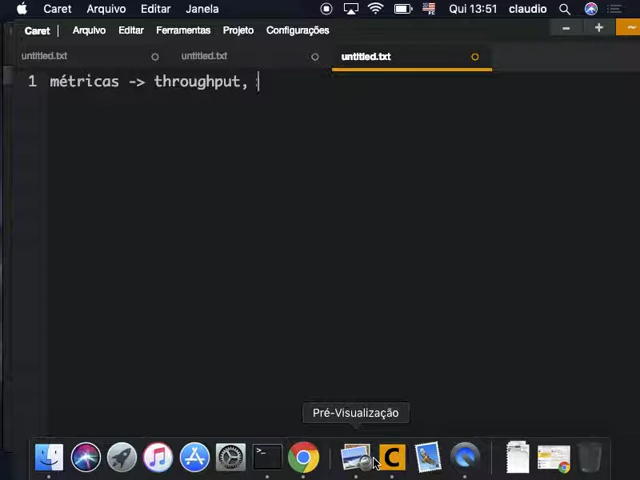 Caret Arquivo Editar Janela Qui 13:51 claudio
Caret Arquivo Editar Ferramentas Projeto Configurações
untitled.txt untitled.txt untitled.txt
1 métricas -> throughput,
Pré-Visualização
>_ C